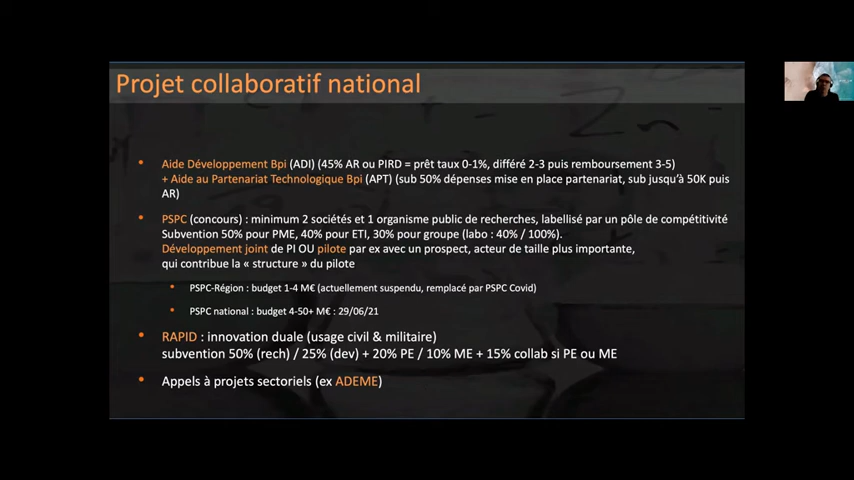 Projet collaboratif national
• Aide Développement Bpi (ADI) (45% AR ou PIRD = prêt taux 0-1%, différé 2-3 puis remboursement 3-5)
+ Aide au Partenariat Technologique Bpi (APT) (sub 50% dépenses mise en place partenariat, sub jusqu'à 50K puis
AR)
• PSPC (concours) : minimum 2 sociétés et 1 organisme public de recherches, labellisé par un pôle de compétitivité
Subvention 50% pour PME, 40% pour ETI, 30% pour groupe (labo : 40% / 100%).
Développement joint de PI OU pilote par ex avec un prospect, acteur de taille plus importante,
qui contribue la « structure » du pilote
• PSPC-Région : budget 1-4 M€ (actuellement suspendu, remplacé par PSPC Covid)
• PSPC national : budget 4-50+ M€ : 29/06/21
• RAPID : innovation duale (usage civil & militaire)
subvention 50% (rech) / 25% (dev) + 20% PE / 10% ME + 15% collab si PE ou ME
• Appels à projets sectoriels (ex ADEME)